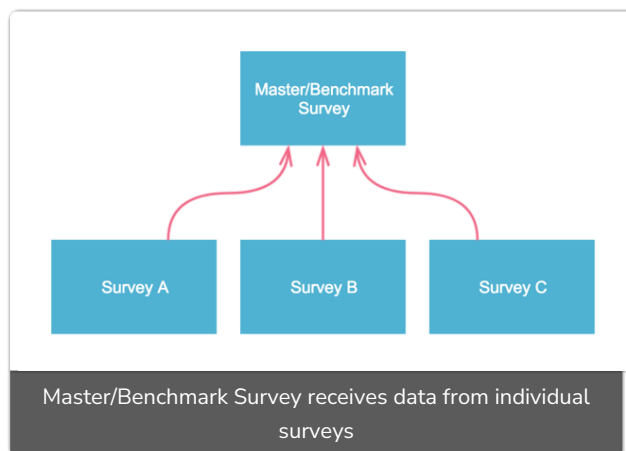 Master/Benchmark
Survey
Survey A
Survey B
Survey C
Master/Benchmark Survey receives data from individual
surveys